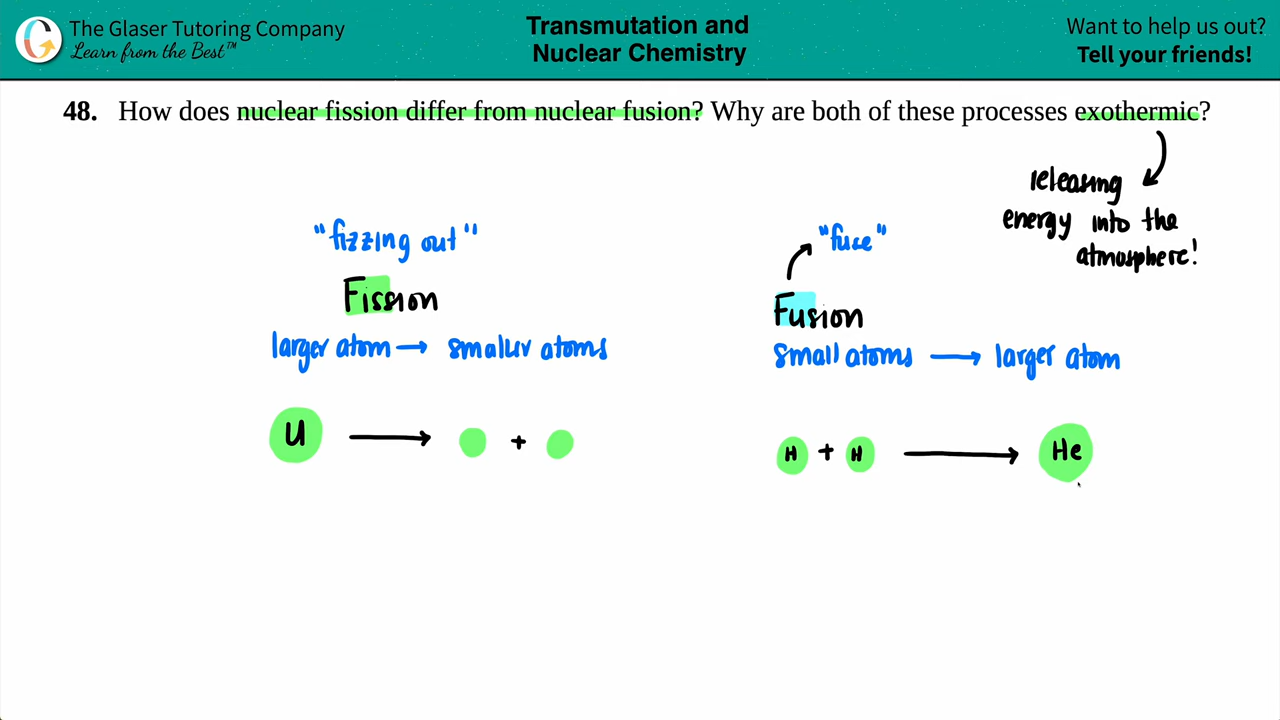 The Glaser Tutoring Company
Learn from the Best™
Transmutation and
Nuclear Chemistry
Want to help us out?
Tell your friends!
48. How does nuclear fission differ from nuclear fusion? Why are both of these processes exothermic?
releasing
energy into the
atmosphere!
"fizzing out"
Fission
larger atom → smaller atoms
U → +
"fuse"
Fusion
small atoms → larger atom
H + H → He